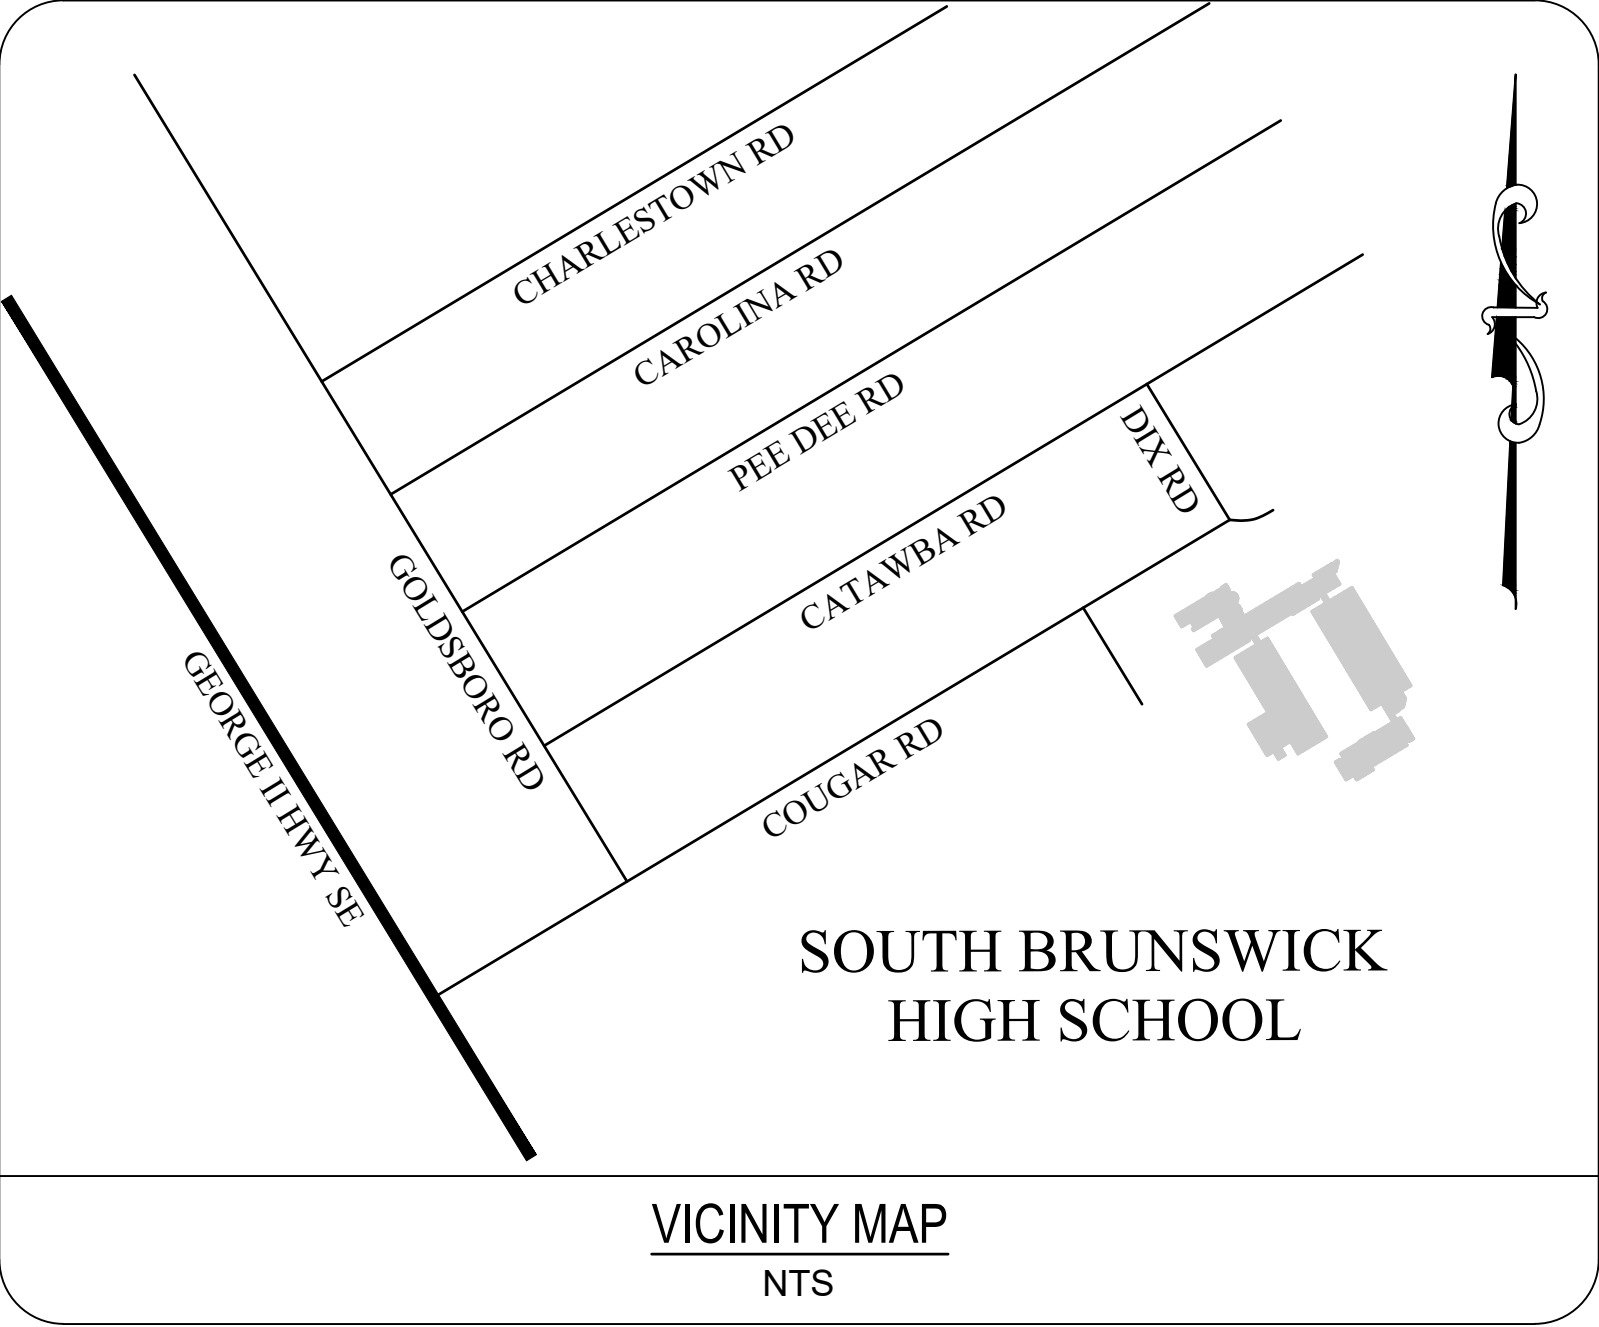 CHARLESTOWN RD
CAROLINA RD
PEE DEE RD
DIX RD
CATAWBA RD
GOLDSBORO RD
GEORGE II HWY SE
COUGAR RD
SOUTH BRUNSWICK
HIGH SCHOOL
VICINITY MAP
NTS